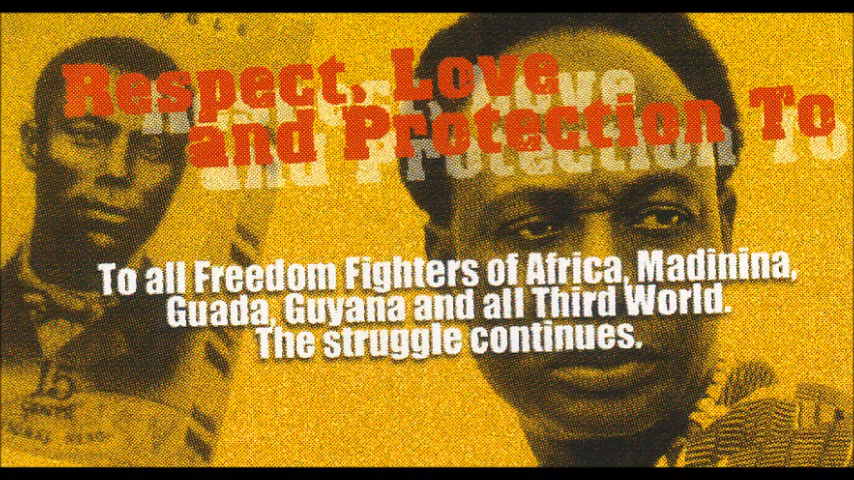 Respect, Love
and Protection To
To all Freedom Fighters of Africa, Madinina,
Guada, Guyana and all Third World.
The struggle continues.
15